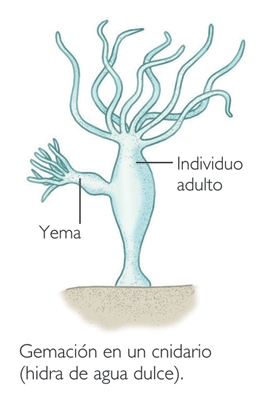 Individuo
adulto
Yema
Gemación en un cnidario
(hidra de agua dulce).